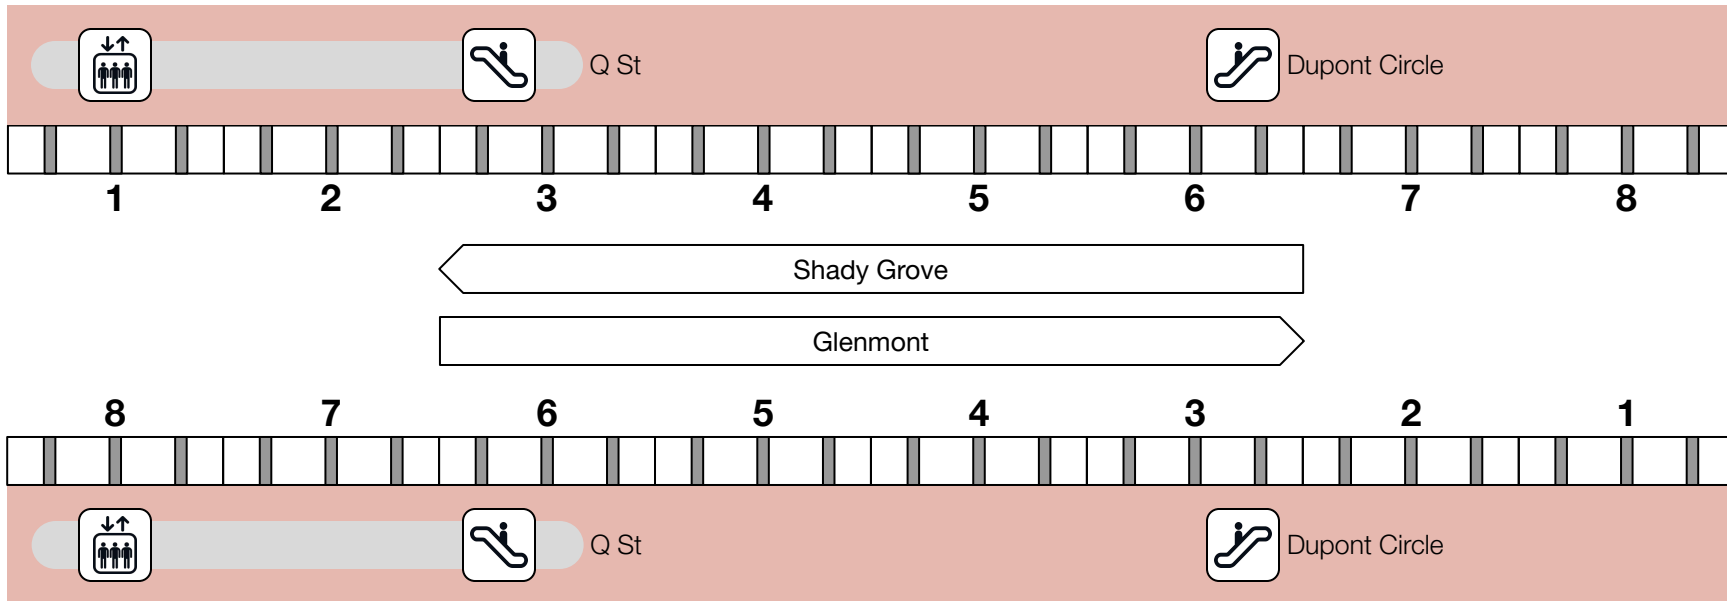 Q St
Dupont Circle
1 2 3 4 5 6 7 8
Shady Grove
Glenmont
8 7 6 5 4 3 2 1
Q St
Dupont Circle